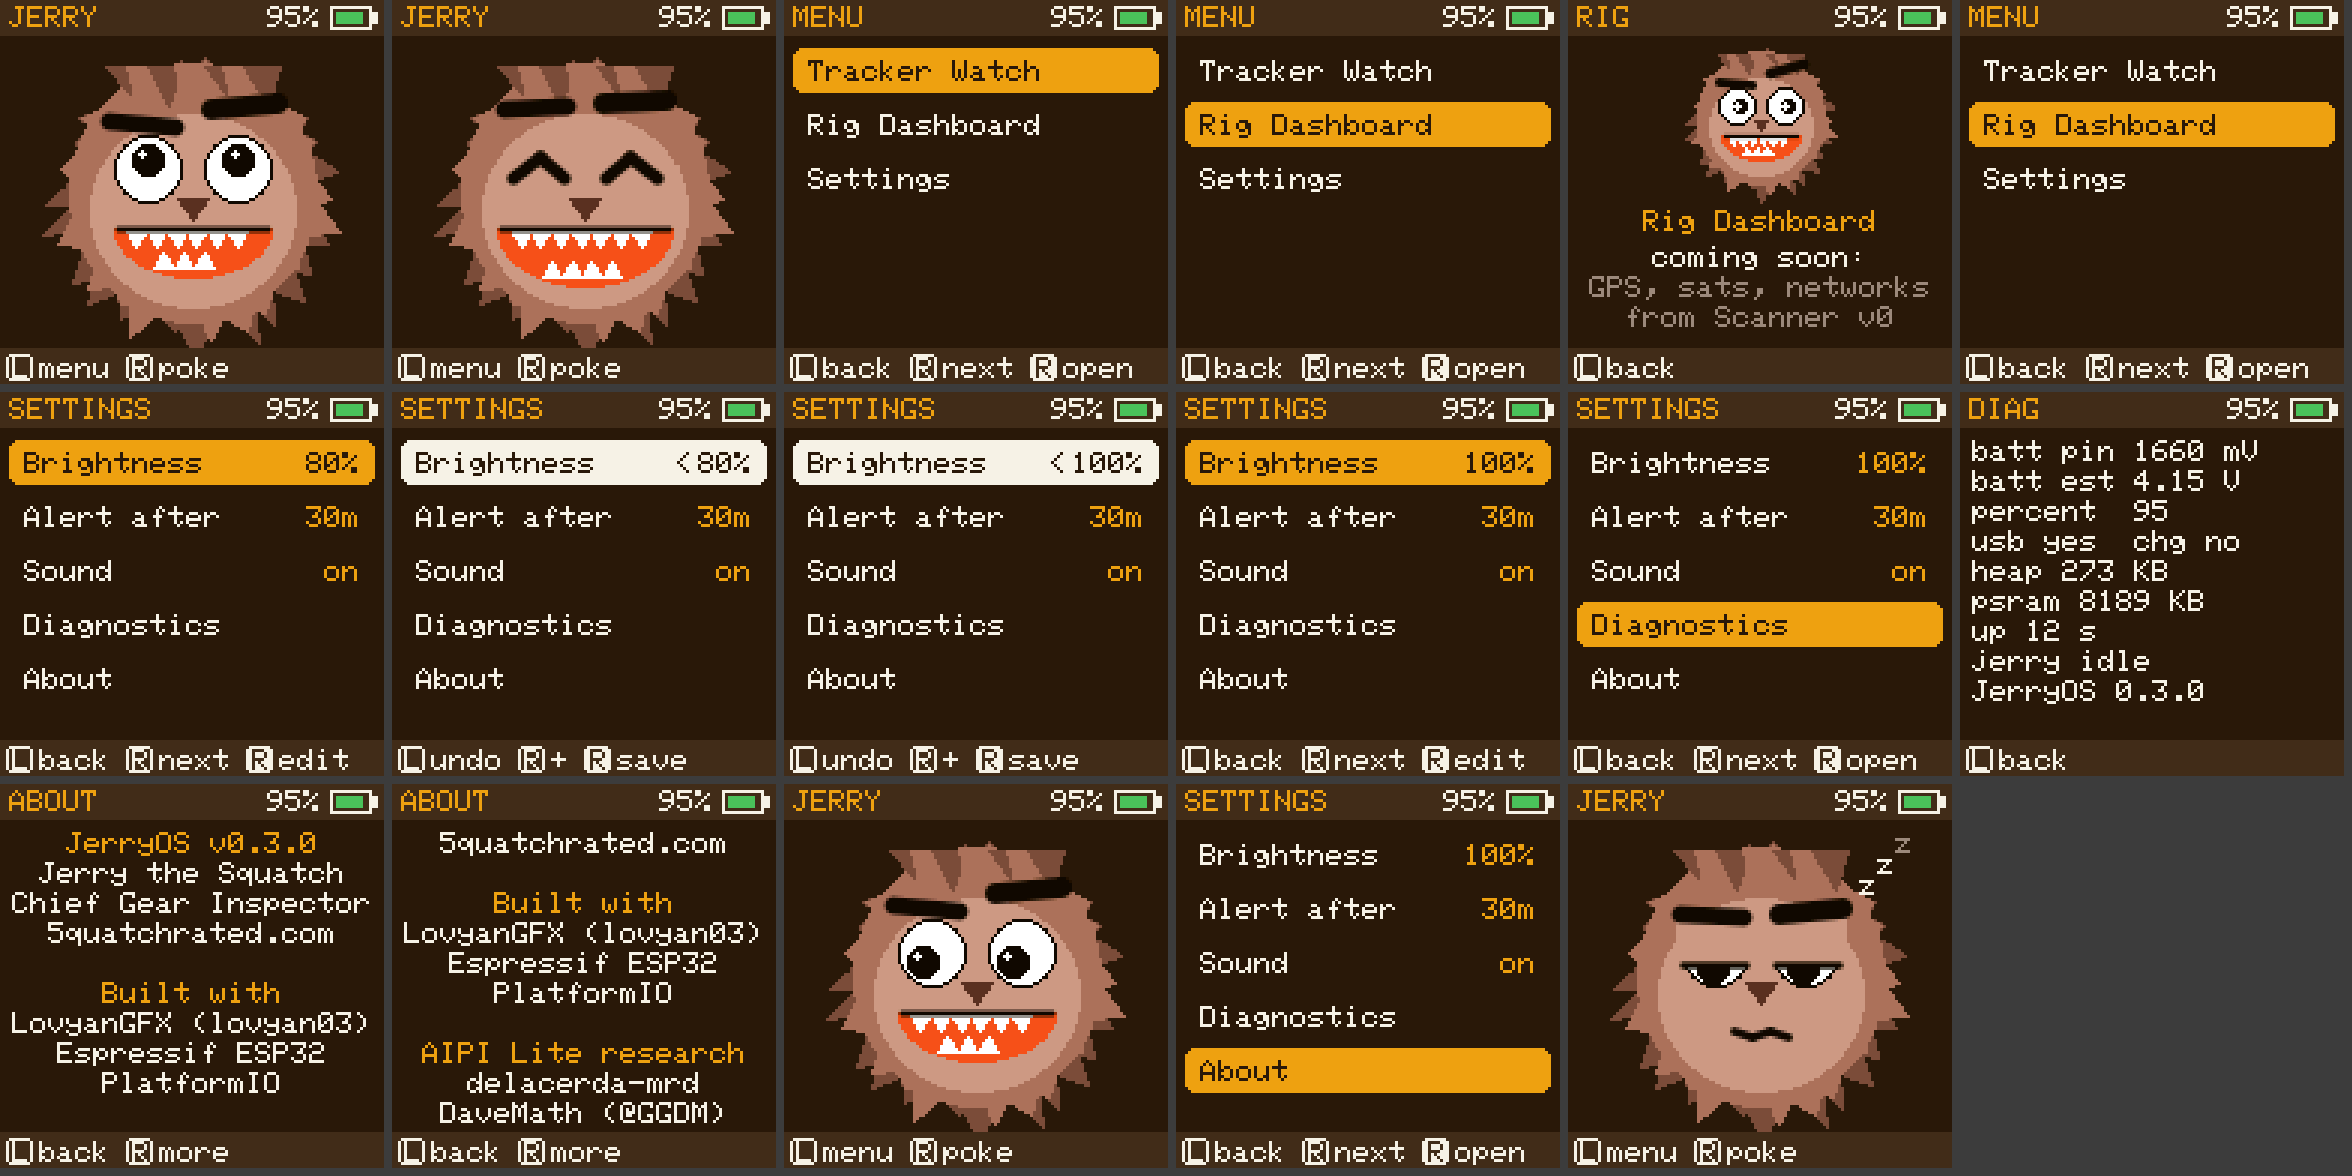 JERRY 95%
L menu R poke
JERRY 95%
L menu R poke
MENU 95%
Tracker Watch
Rig Dashboard
Settings
L back R next R open
MENU 95%
Tracker Watch
Rig Dashboard
Settings
L back R next R open
RIG 95%
Rig Dashboard
coming soon:
GPS, sats, networks
from Scanner v0
L back
MENU 95%
Tracker Watch
Rig Dashboard
Settings
L back R next R open
SETTINGS 95%
Brightness 80%
Alert after 30m
Sound on
Diagnostics
About
L back R next R edit
SETTINGS 95%
Brightness <80%
Alert after 30m
Sound on
Diagnostics
About
L undo R + R save
SETTINGS 95%
Brightness <100%
Alert after 30m
Sound on
Diagnostics
About
L undo R + R save
SETTINGS 95%
Brightness 100%
Alert after 30m
Sound on
Diagnostics
About
L back R next R edit
SETTINGS 95%
Brightness 100%
Alert after 30m
Sound on
Diagnostics
About
L back R next R open
DIAG 95%
batt pin 1660 mV
batt est 4.15 V
percent 95
usb yes chg no
heap 273 KB
psram 8189 KB
up 12 s
Jerry idle
JerryOS 0.3.0
L back
ABOUT 95%
JerryOS v0.3.0
Jerry the Squatch
Chief Gear Inspector
5quatchrated.com
Built with
LovyanGFX (lovyan03)
Espressif ESP32
PlatformIO
L back R more
ABOUT 95%
5quatchrated.com
Built with
LovyanGFX (lovyan03)
Espressif ESP32
PlatformIO
AIPI Lite research
delacerda-mrd
DaveMath (@GGDM)
L back R more
JERRY 95%
L menu R poke
SETTINGS 95%
Brightness 100%
Alert after 30m
Sound on
Diagnostics
About
L back R next R open
JERRY 95%
z
z
z
L menu R poke